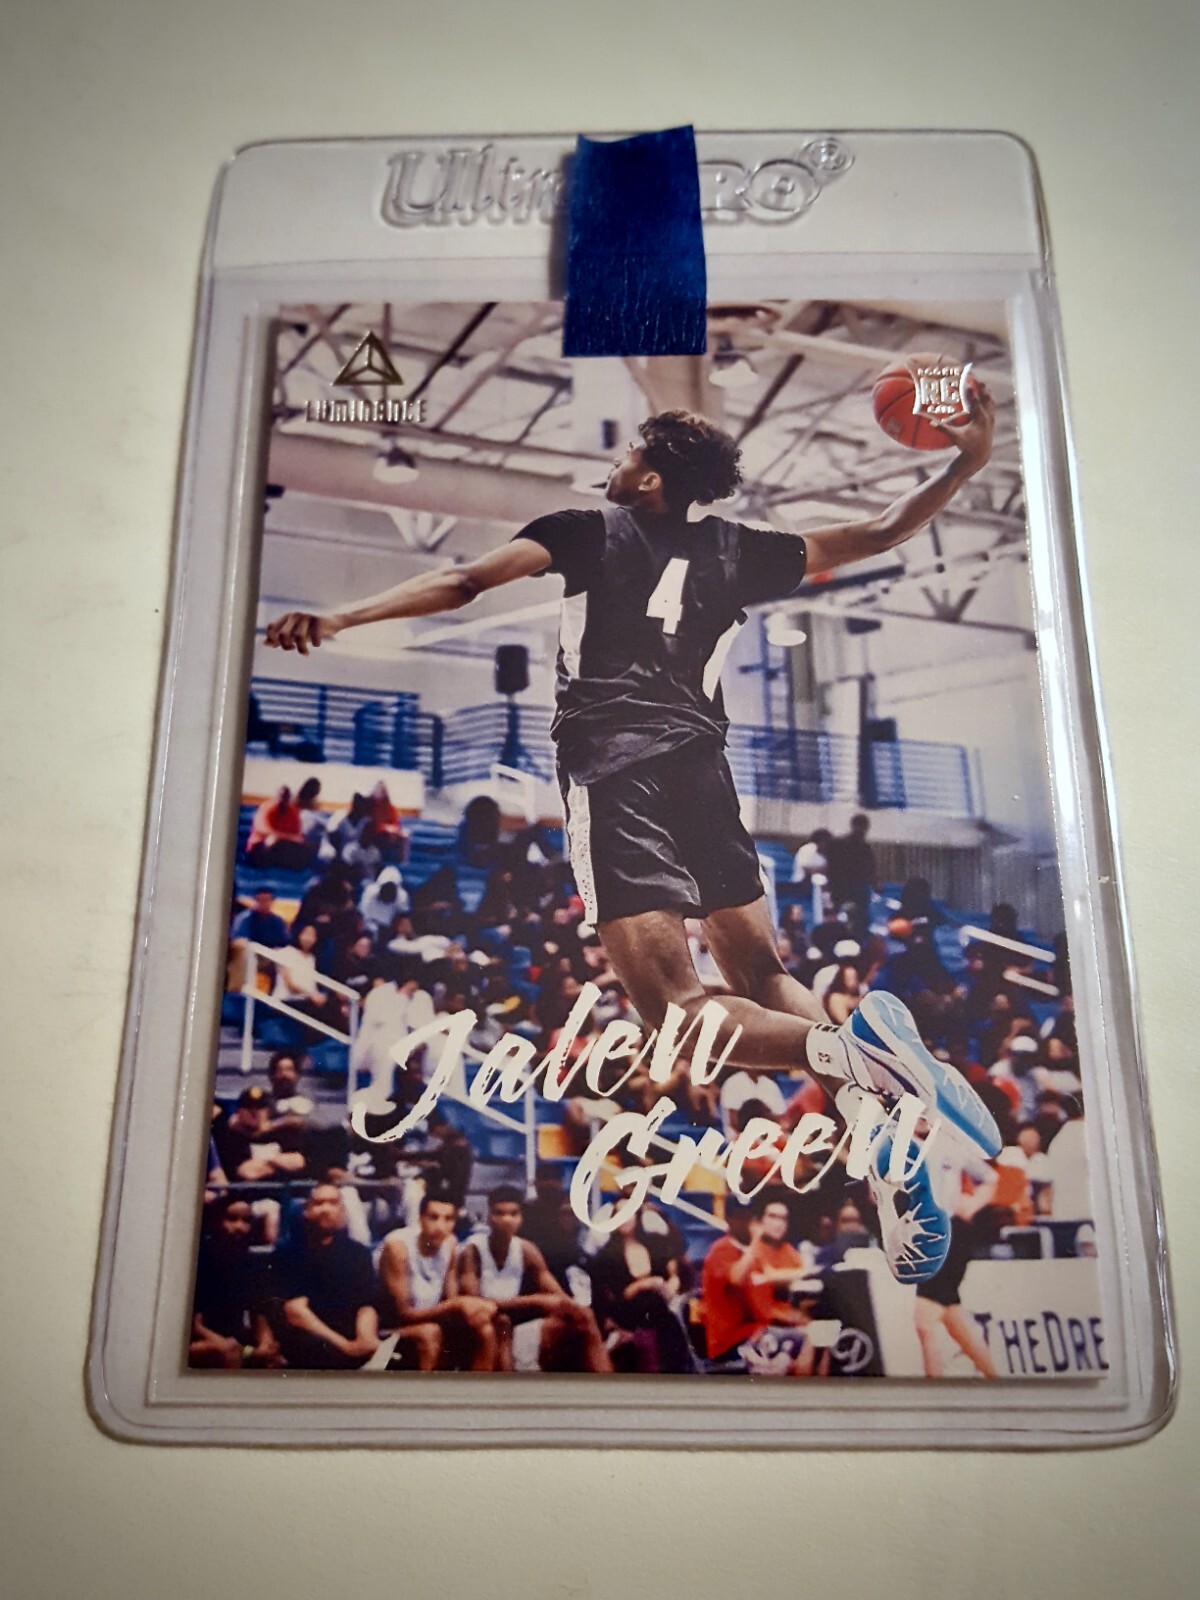 LUMINANCE
ROOKIE
RC
CARD
4
Jalen
Green
THEDRE